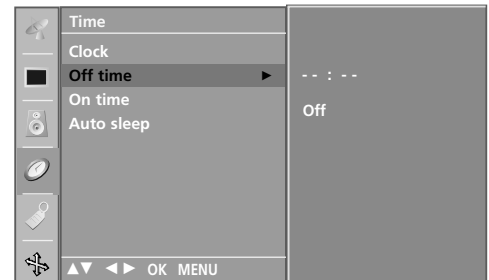 Time
Clock
Off time ►
On time
Auto sleep
- - : - -
Off
▲▼ ◄► OK MENU